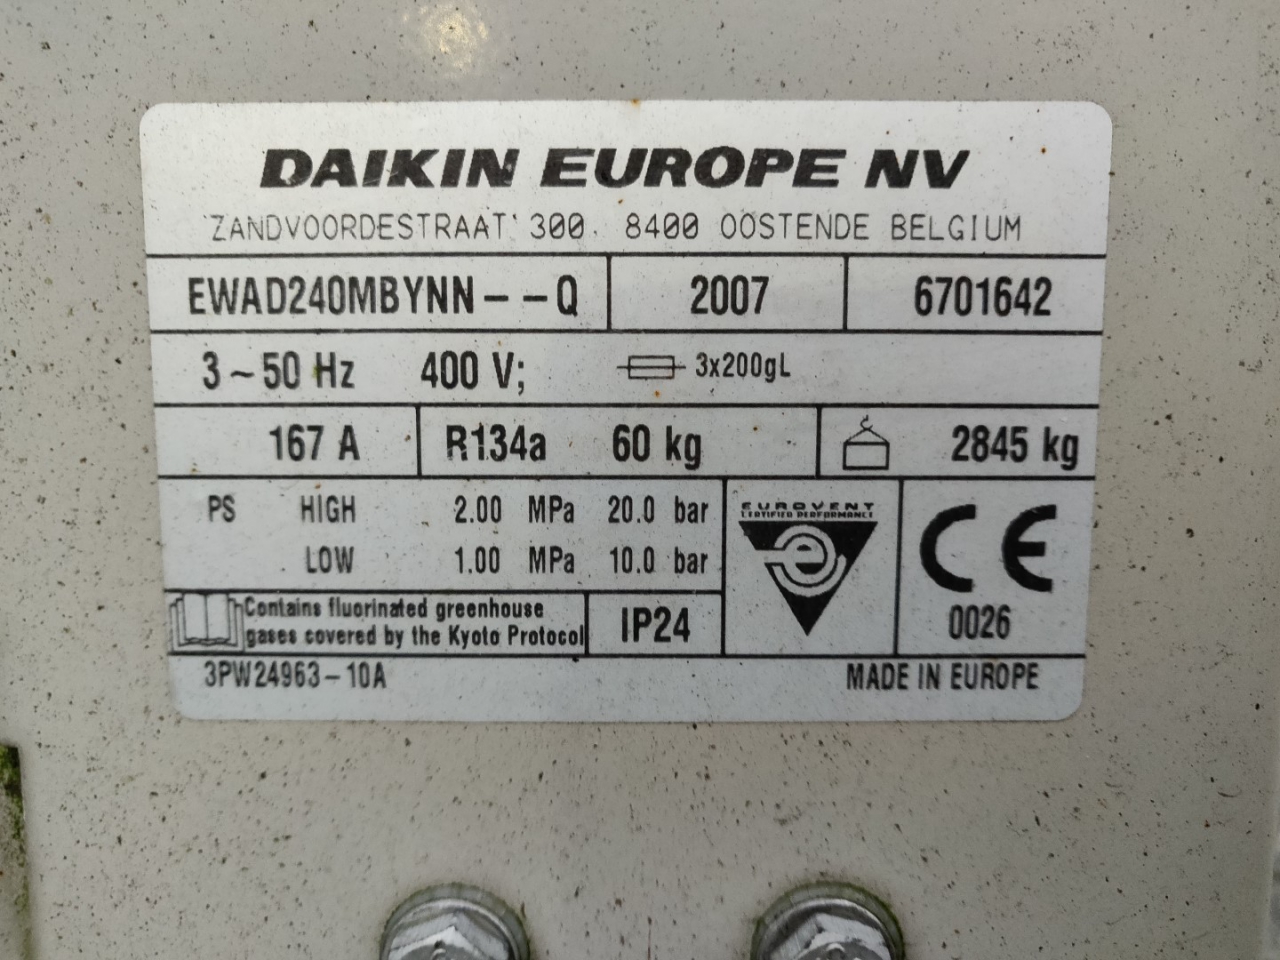 DAIKIN EUROPE NV
ZANDVOORDESTRAAT 300. 8400 OOSTENDE BELGIUM
EWAD240MBYNN--Q 2007 6701642
3~50 Hz 400 V; 3x200gL
167 A R134a 60 kg 2845 kg
PS HIGH 2.00 MPa 20.0 bar
LOW 1.00 MPa 10.0 bar
EUROVENT
CERTIFIED PERFORMANCE
e
CE
0026
Contains fluorinated greenhouse
gases covered by the Kyoto Protocol
IP24
3PW24963-10A MADE IN EUROPE